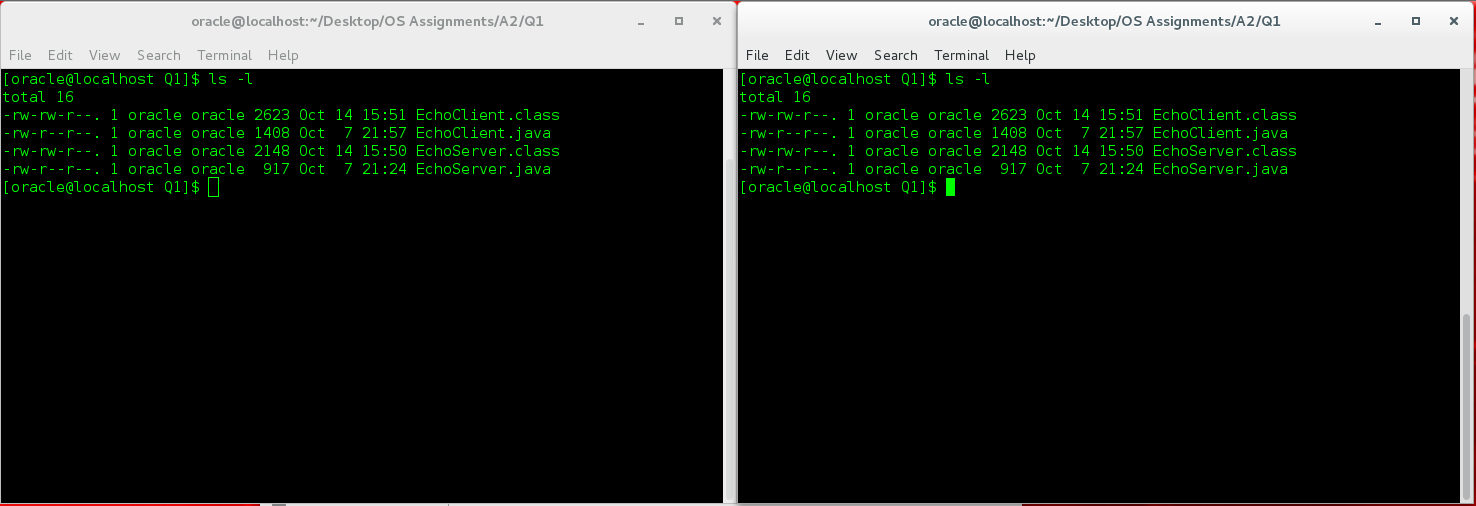 oracle@localhost:~/Desktop/OS Assignments/A2/Q1
File Edit View Search Terminal Help
[oracle@localhost Q1]$ ls -l
total 16
-rw-rw-r--. 1 oracle oracle 2623 Oct 14 15:51 EchoClient.class
-rw-r--r--. 1 oracle oracle 1408 Oct  7 21:57 EchoClient.java
-rw-rw-r--. 1 oracle oracle 2148 Oct 14 15:50 EchoServer.class
-rw-r--r--. 1 oracle oracle  917 Oct  7 21:24 EchoServer.java
[oracle@localhost Q1]$
oracle@localhost:~/Desktop/OS Assignments/A2/Q1
File Edit View Search Terminal Help
[oracle@localhost Q1]$ ls -l
total 16
-rw-rw-r--. 1 oracle oracle 2623 Oct 14 15:51 EchoClient.class
-rw-r--r--. 1 oracle oracle 1408 Oct  7 21:57 EchoClient.java
-rw-rw-r--. 1 oracle oracle 2148 Oct 14 15:50 EchoServer.class
-rw-r--r--. 1 oracle oracle  917 Oct  7 21:24 EchoServer.java
[oracle@localhost Q1]$